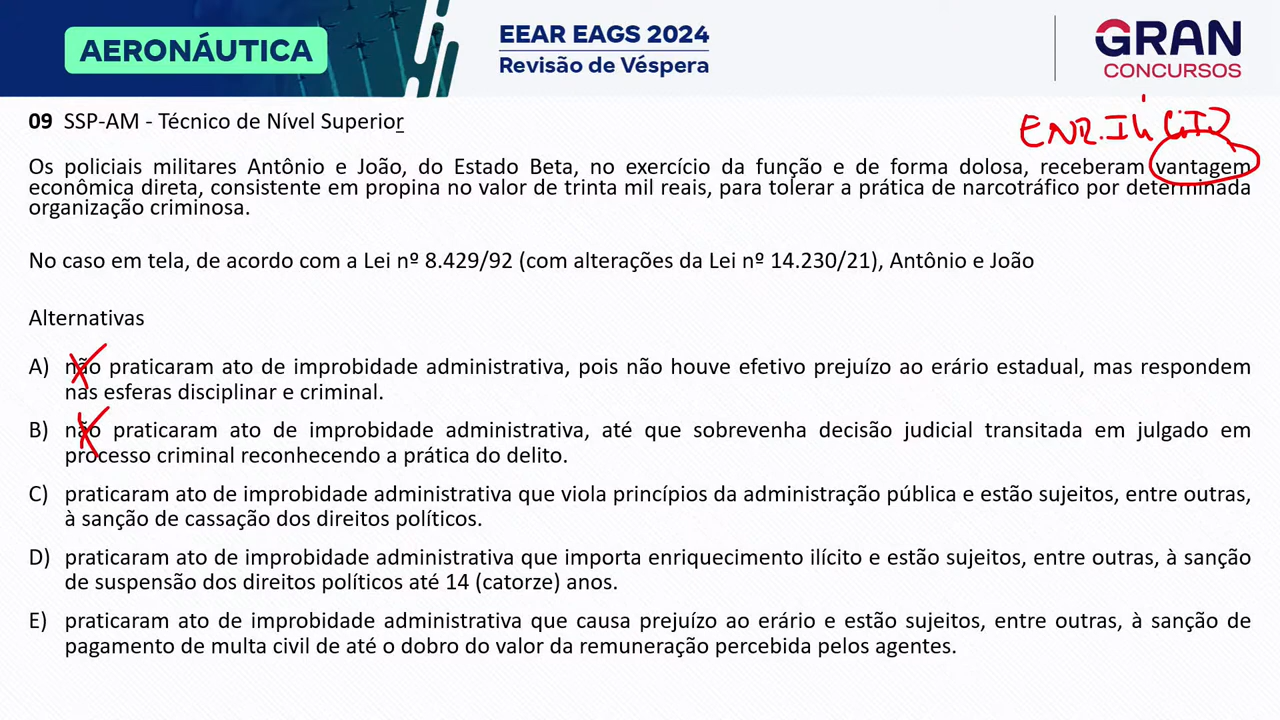 AERONÁUTICA
EEAR EAGS 2024
Revisão de Véspera
GRAN
CONCURSOS
09 SSP-AM - Técnico de Nível Superior
ENR. ILÍCITO
Os policiais militares Antônio e João, do Estado Beta, no exercício da função e de forma dolosa, receberam vantagem
econômica direta, consistente em propina no valor de trinta mil reais, para tolerar a prática de narcotráfico por determinada
organização criminosa.
No caso em tela, de acordo com a Lei nº 8.429/92 (com alterações da Lei nº 14.230/21), Antônio e João
Alternativas
A) não praticaram ato de improbidade administrativa, pois não houve efetivo prejuízo ao erário estadual, mas respondem
nas esferas disciplinar e criminal.
B) não praticaram ato de improbidade administrativa, até que sobrevenha decisão judicial transitada em julgado em
processo criminal reconhecendo a prática do delito.
C) praticaram ato de improbidade administrativa que viola princípios da administração pública e estão sujeitos, entre outras,
à sanção de cassação dos direitos políticos.
D) praticaram ato de improbidade administrativa que importa enriquecimento ilícito e estão sujeitos, entre outras, à sanção
de suspensão dos direitos políticos até 14 (catorze) anos.
E) praticaram ato de improbidade administrativa que causa prejuízo ao erário e estão sujeitos, entre outras, à sanção de
pagamento de multa civil de até o dobro do valor da remuneração percebida pelos agentes.